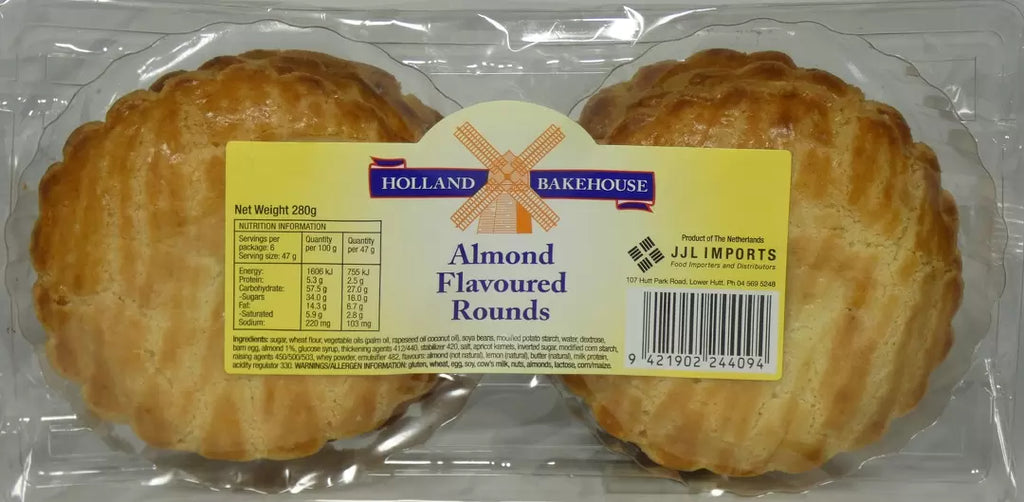 HOLLAND BAKEHOUSE
Almond
Flavoured
Rounds
Net Weight 280g
NUTRITION INFORMATION
Servings per package: 6
Serving size: 47 g
Quantity per 100 g
Quantity per 47 g
Energy: 1606 kJ 755 kJ
Protein: 5.3 g 2.5 g
Carbohydrate: 57.5 g 27.0 g
-Sugars 34.0 g 16.0 g
Fat: 14.3 g 6.7 g
-Saturated 5.9 g 2.8 g
Sodium: 220 mg 103 mg
Ingredients: sugar, wheat flour, vegetable oils (palm oil, rapeseed oil coconut oil), soya beans, modified potato starch, water, dextrose,
barn egg, almond 1%, glucose syrup, thickening agents 412/440, stabilizer 420, salt, apricot kernels, inverted sugar, modified corn starch,
raising agents 450/500/503, whey powder, emulsifier 482, flavours: almond (not natural), lemon (natural), butter (natural), milk protein,
acidity regulator 330. WARNINGS/ALLERGEN INFORMATION: gluten, wheat, egg, soy, cow's milk, nuts, almonds, lactose, corn/maize.
Product of The Netherlands
JJL IMPORTS
Food Importers and Distributors
107 Hutt Park Road, Lower Hutt, Ph 04 569 5248
9 421902 244094